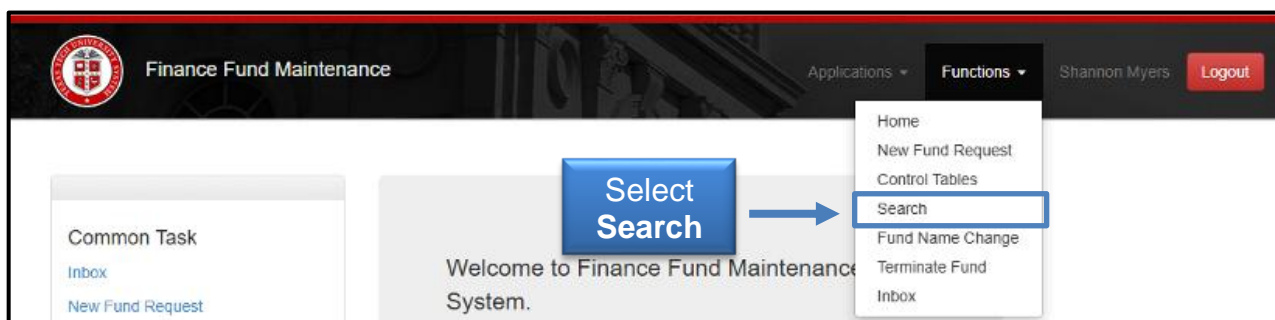 Finance Fund Maintenance
Applications
Functions
Shannon Myers
Logout
Home
New Fund Request
Control Tables
Search
Fund Name Change
Terminate Fund
Inbox
Select
Search
Common Task
Inbox
New Fund Request
Welcome to Finance Fund Maintenance
System.